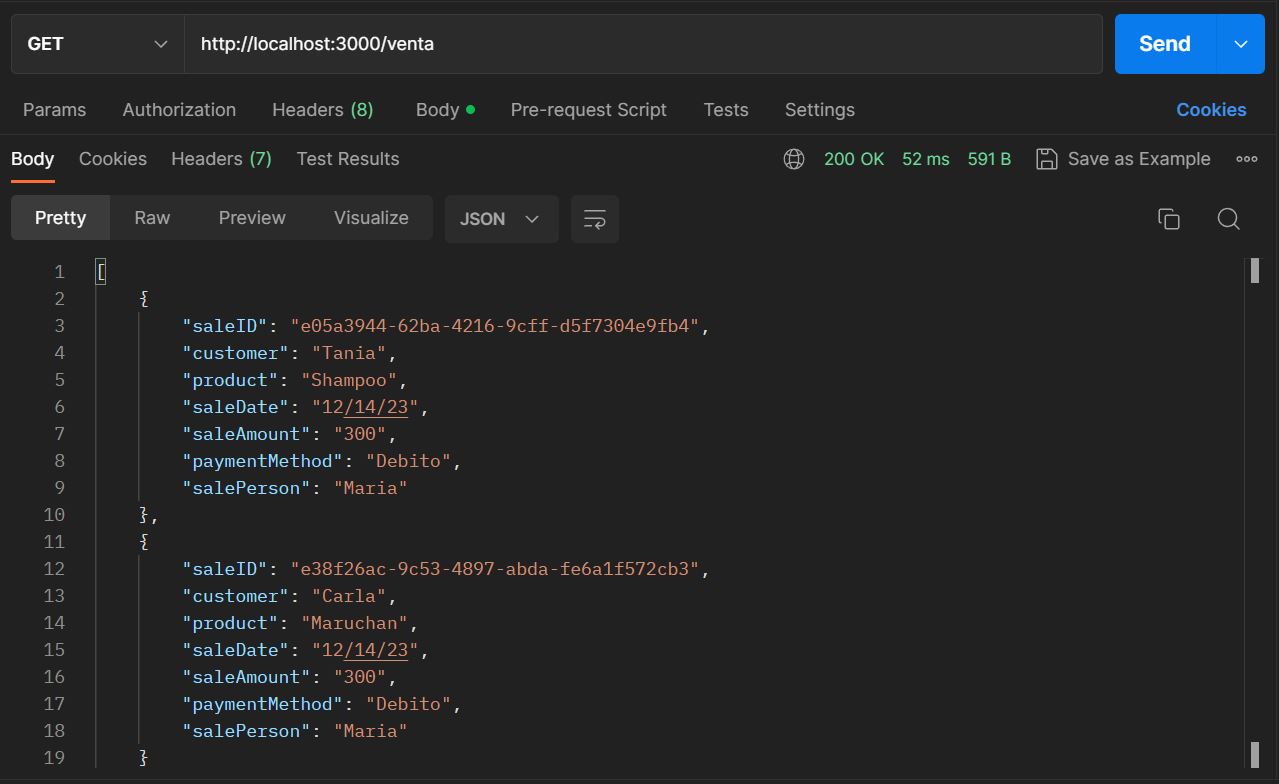 GET http://localhost:3000/venta Send
Params Authorization Headers (8) Body Pre-request Script Tests Settings Cookies
Body Cookies Headers (7) Test Results 200 OK 52 ms 591 B Save as Example
Pretty Raw Preview Visualize JSON
1 [
2 {
3 "saleID": "e05a3944-62ba-4216-9cff-d5f7304e9fb4",
4 "customer": "Tania",
5 "product": "Shampoo",
6 "saleDate": "12/14/23",
7 "saleAmount": "300",
8 "paymentMethod": "Debito",
9 "salePerson": "Maria"
10 },
11 {
12 "saleID": "e38f26ac-9c53-4897-abda-fe6a1f572cb3",
13 "customer": "Carla",
14 "product": "Maruchan",
15 "saleDate": "12/14/23",
16 "saleAmount": "300",
17 "paymentMethod": "Debito",
18 "salePerson": "Maria"
19 }